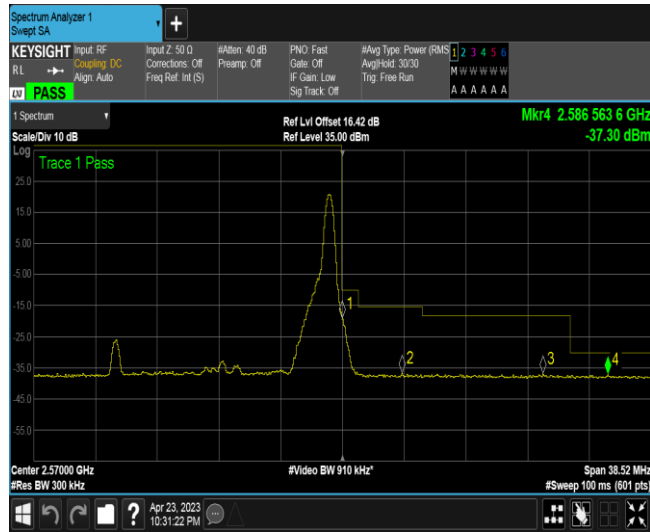 Spectrum Analyzer 1
Swept SA
KEYSIGHT
Input: RF
Coupling: DC
Align: Auto
Input Z: 50 Ω
Corrections: Off
Freq Ref: Int (S)
#Atten: 40 dB
Preamp: Off
PNO: Fast
Gate: Off
IF Gain: Low
Sig Track: Off
#Avg Type: Power (RMS
Avg|Hold: 30/30
Trig: Free Run
1 2 3 4 5 6
M W W W W W
A A A A A A
R L
LXI
PASS
1 Spectrum
Scale/Div 10 dB
Ref Lvl Offset 16.42 dB
Ref Level 35.00 dBm
Mkr4 2.586 563 6 GHz
-37.30 dBm
Log
Trace 1 Pass
25.0
15.0
5.00
-5.00
-15.0
-25.0
-35.0
-45.0
-55.0
1
2
3
4
Center 2.57000 GHz
#Res BW 300 kHz
#Video BW 910 kHz*
Span 38.52 MHz
#Sweep 100 ms (601 pts)
?
Apr 23, 2023
10:31:22 PM